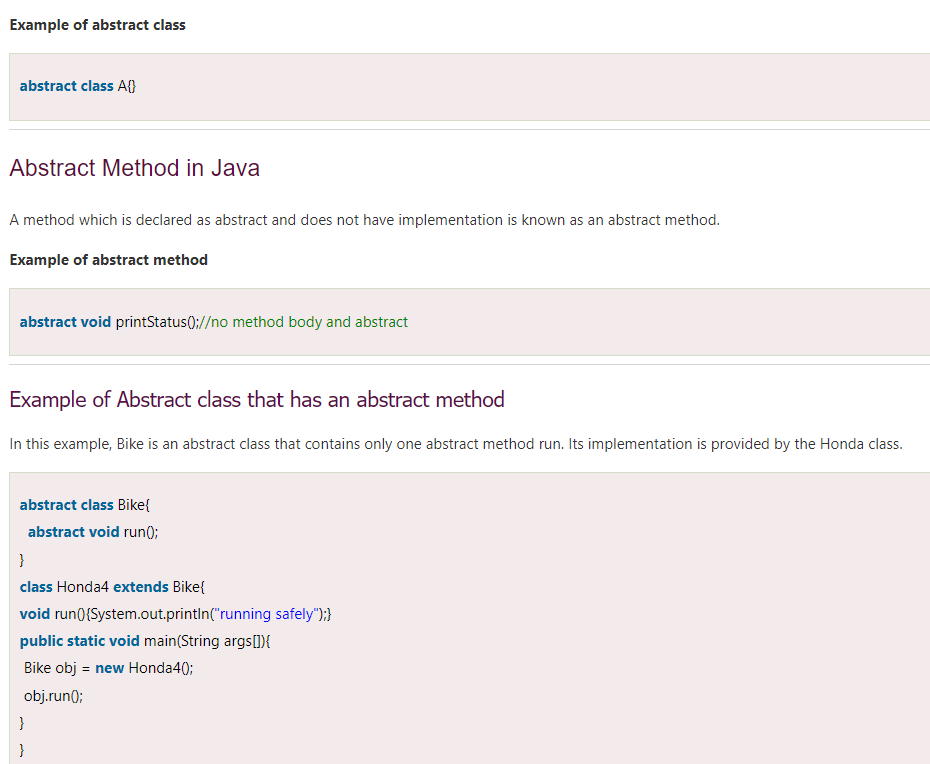 Example of abstract class
abstract class A{}
Abstract Method in Java
A method which is declared as abstract and does not have implementation is known as an abstract method.
Example of abstract method
abstract void printStatus();//no method body and abstract
Example of Abstract class that has an abstract method
In this example, Bike is an abstract class that contains only one abstract method run. Its implementation is provided by the Honda class.
abstract class Bike{
abstract void run();
}
class Honda4 extends Bike{
void run(){System.out.println("running safely");}
public static void main(String args[]){
Bike obj = new Honda4();
obj.run();
}
}